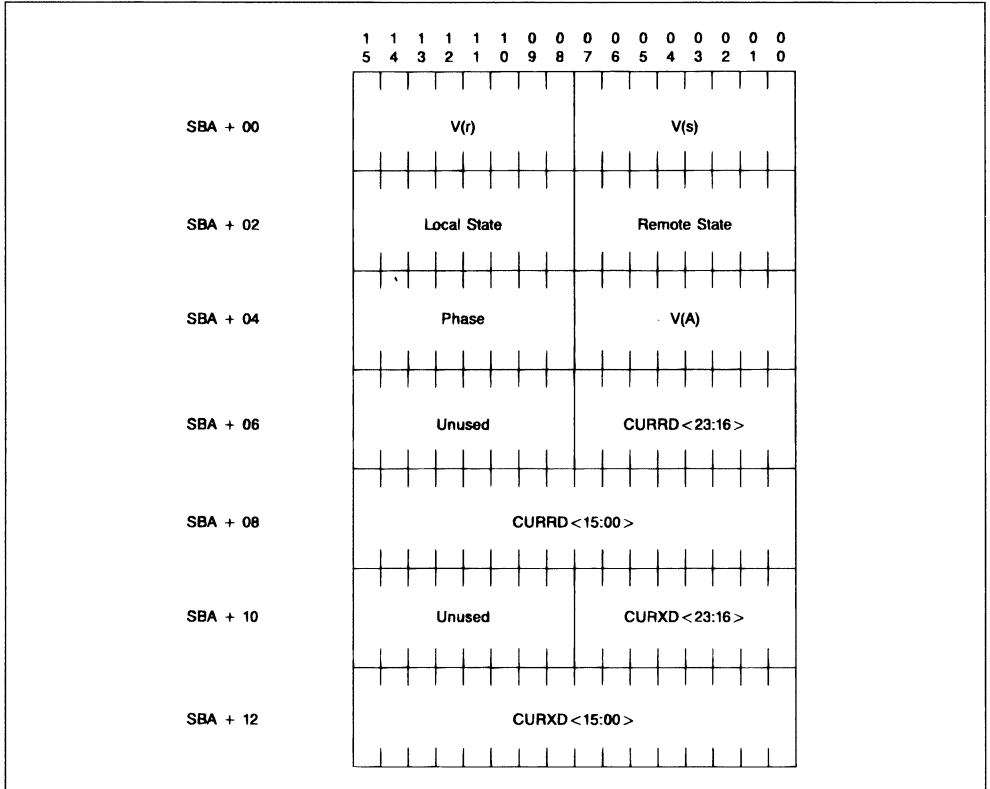 1 1 1 1 1 1 0 0 0 0 0 0 0 0 0 0
5 4 3 2 1 0 9 8 7 6 5 4 3 2 1 0
SBA + 00 V(r) V(s)
SBA + 02 Local State Remote State
SBA + 04 Phase V(A)
SBA + 06 Unused CURRD<23:16>
SBA + 08 CURRD<15:00>
SBA + 10 Unused CURXD<23:16>
SBA + 12 CURXD<15:00>